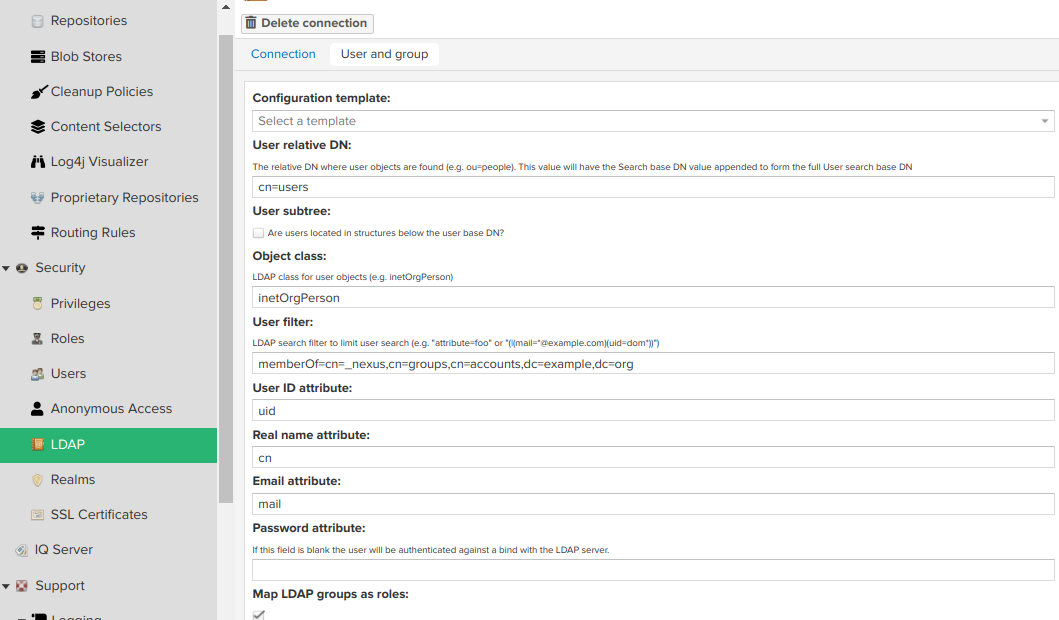 Repositories
Blob Stores
Cleanup Policies
Content Selectors
Log4j Visualizer
Proprietary Repositories
Routing Rules
Security
Privileges
Roles
Users
Anonymous Access
LDAP
Realms
SSL Certificates
IQ Server
Support
Logging
Delete connection
Connection
User and group
Configuration template:
Select a template
User relative DN:
The relative DN where user objects are found (e.g. ou=people). This value will have the Search base DN value appended to form the full User search base DN
cn=users
User subtree:
Are users located in structures below the user base DN?
Object class:
LDAP class for user objects (e.g. inetOrgPerson)
inetOrgPerson
User filter:
LDAP search filter to limit user search (e.g. "attribute=foo" or "(|(mail=*@example.com)(uid=dom*))")
memberOf=cn=_nexus,cn=groups,cn=accounts,dc=example,dc=org
User ID attribute:
uid
Real name attribute:
cn
Email attribute:
mail
Password attribute:
If this field is blank the user will be authenticated against a bind with the LDAP server.
Map LDAP groups as roles: